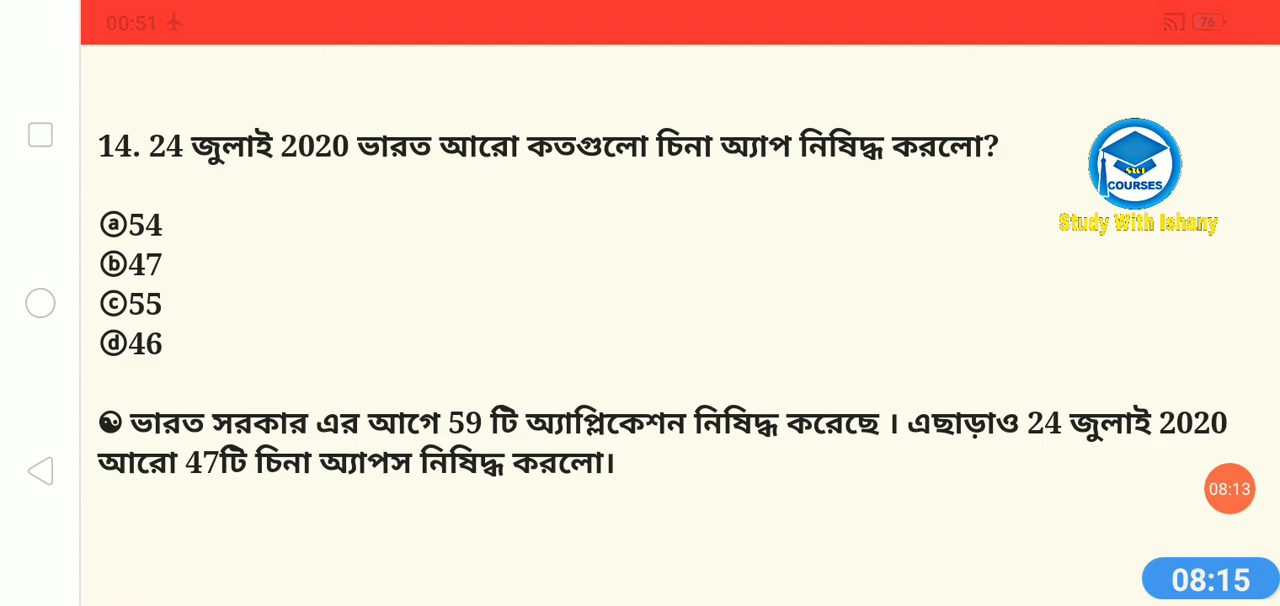 00:51
76
14. 24 জুলাই 2020 ভারত আরো কতগুলো চিনা অ্যাপ নিষিদ্ধ করলো?
COURSES
Study With Ishany
ⓐ54
ⓑ47
ⓒ55
ⓓ46
☯ ভারত সরকার এর আগে 59 টি অ্যাপ্লিকেশন নিষিদ্ধ করেছে । এছাড়াও 24 জুলাই 2020
আরো 47টি চিনা অ্যাপস নিষিদ্ধ করলো।
08:13
08:15